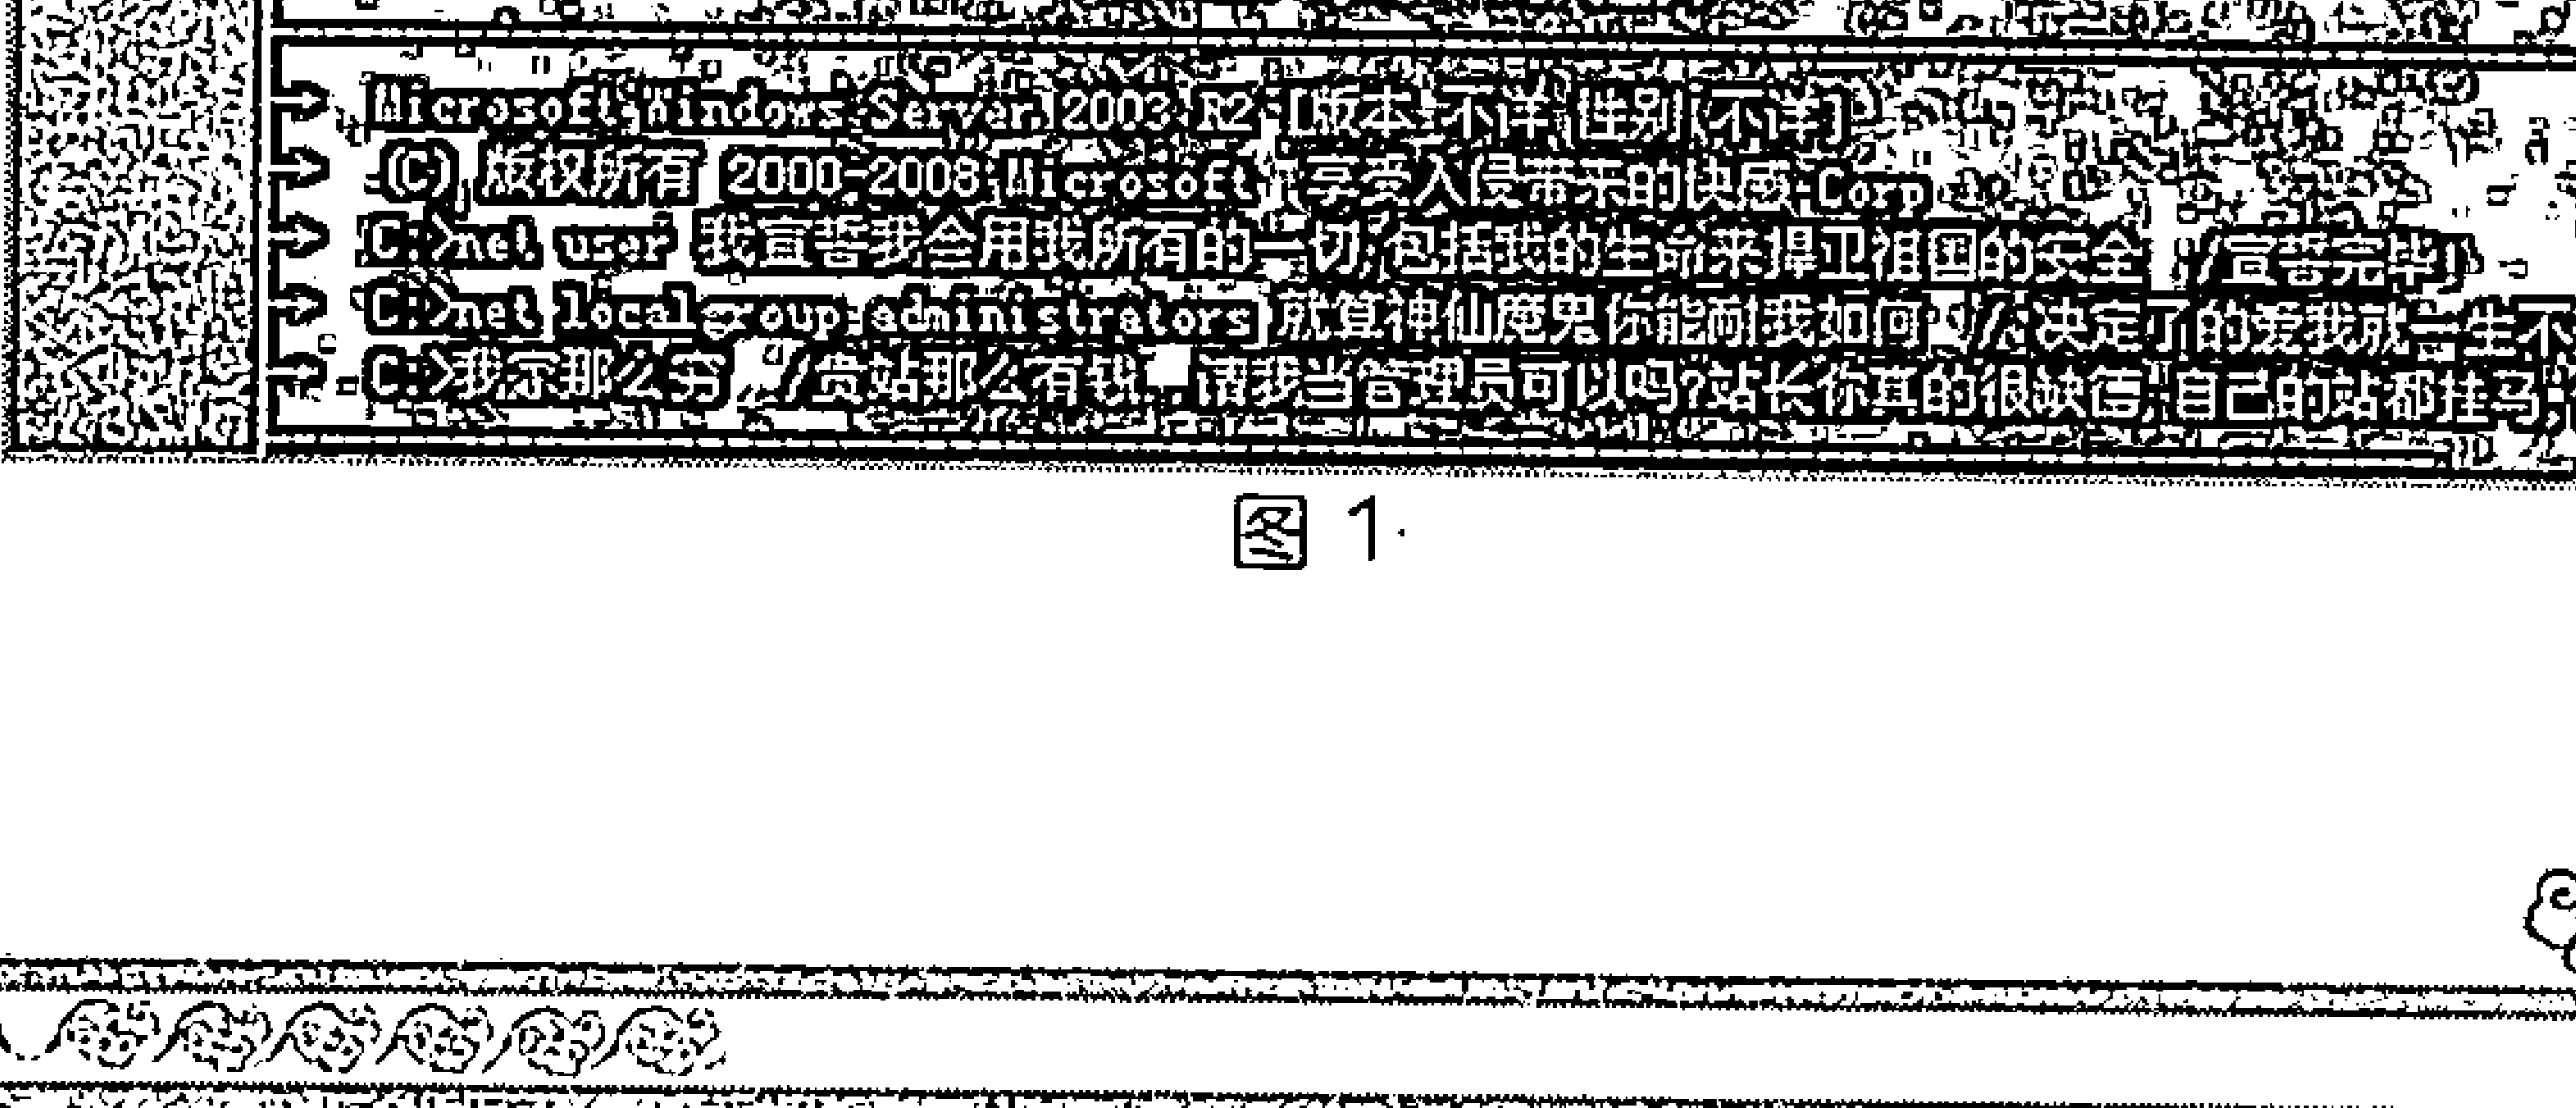 Microsoft Windows Server 2003 R2 [版本:不详 性别:不详]
(C) 版权所有 2000-2008 Microsoft 享受入侵带来的快感 Corp
C:>net user 我宣誓我会用我所有的一切,包括我的生命来捍卫祖国的安全 /宣誓完毕
C:>net localgroup administrators 就算神仙魔鬼你能耐我如何 / 决定了的爱我就一生不
C:>我家那么穷 /贵站那么有钱 请我当管理员可以吗?站长你真的很缺德,自己的站都挂马
图 1